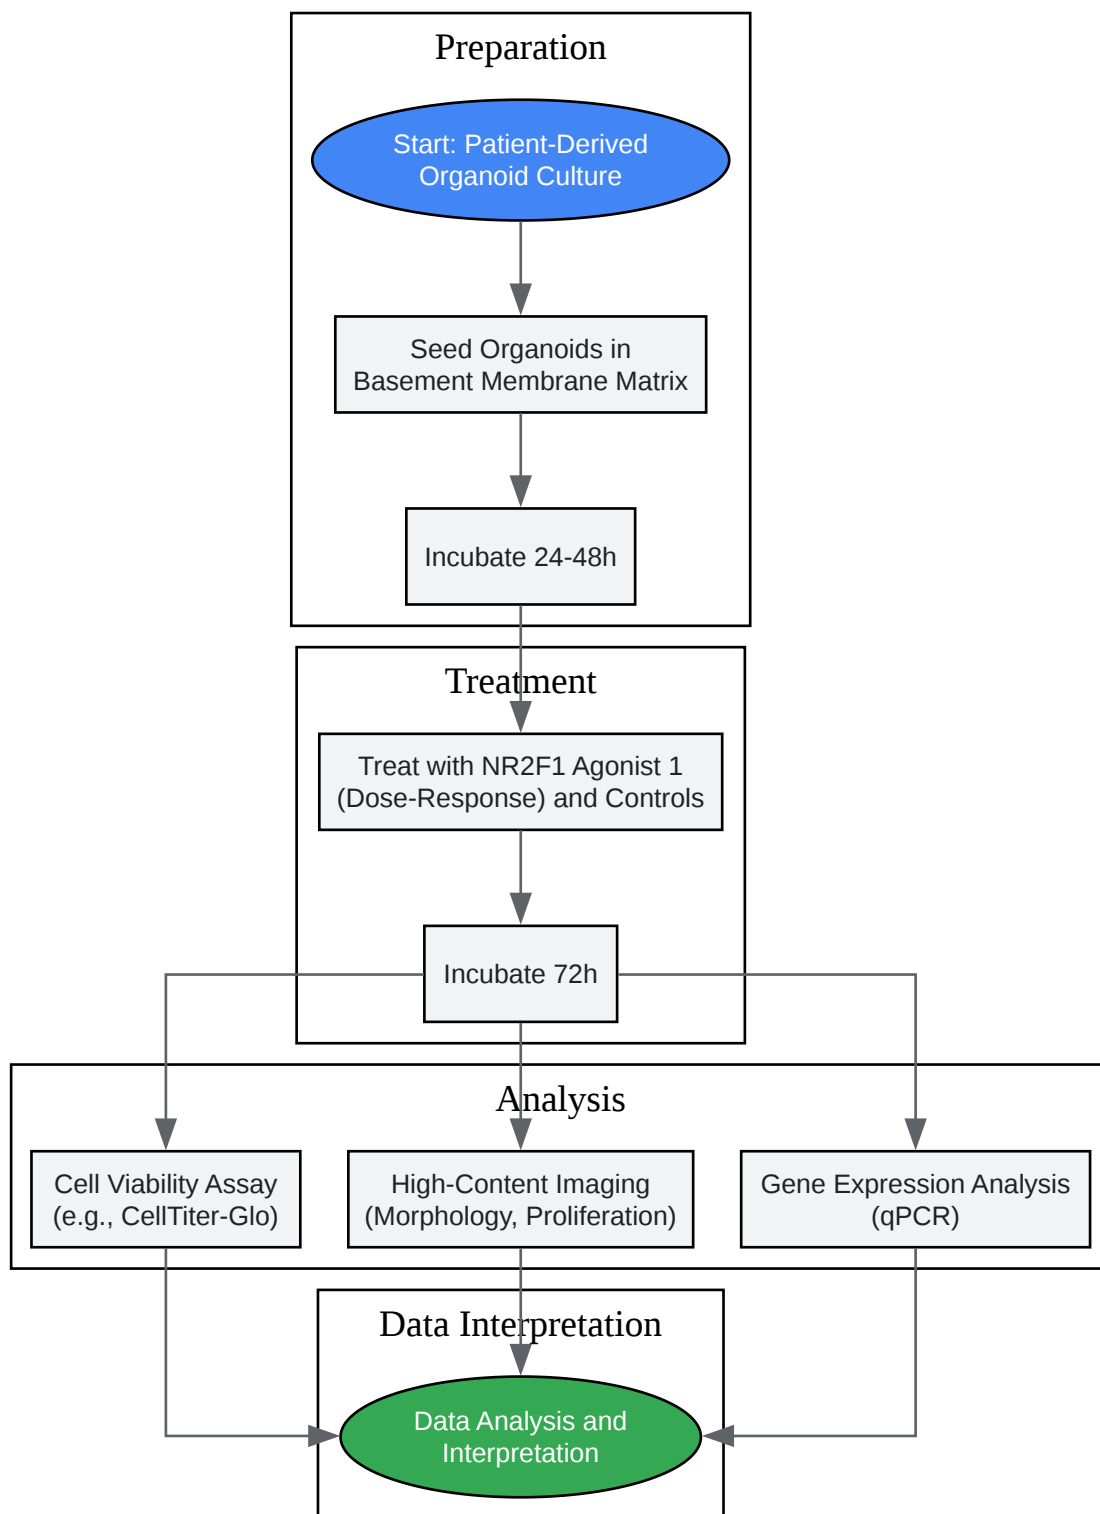 Preparation
Start: Patient-Derived
Organoid Culture
Seed Organoids in
Basement Membrane Matrix
Incubate 24-48h
Treatment
Treat with NR2F1 Agonist 1
(Dose-Response) and Controls
Incubate 72h
Analysis
Cell Viability Assay
(e.g., CellTiter-Glo)
High-Content Imaging
(Morphology, Proliferation)
Gene Expression Analysis
(qPCR)
Data Interpretation
Data Analysis and
Interpretation